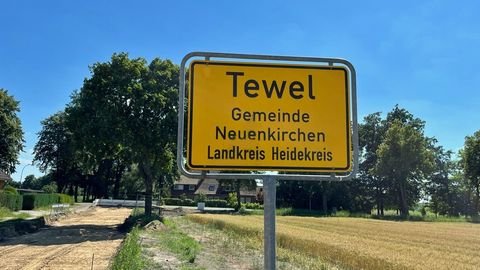 Tewel
Gemeinde
Neuenkirchen
Landkreis Heidekreis